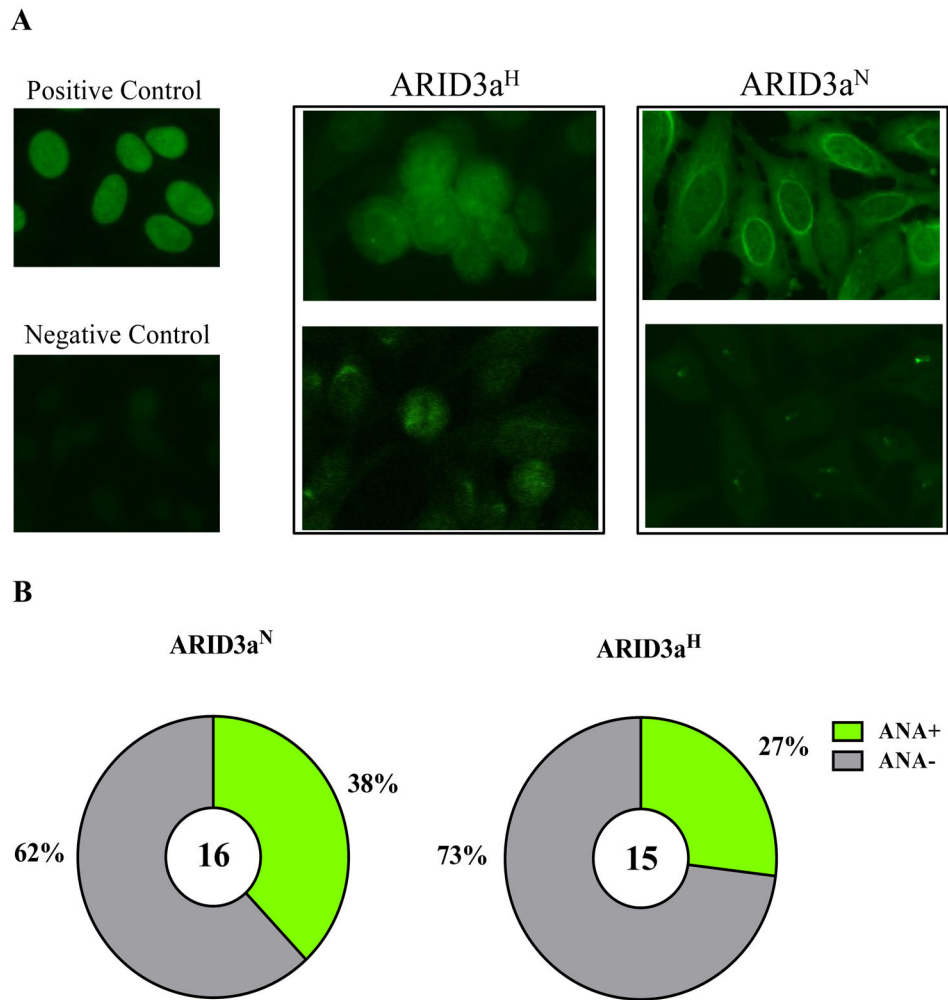 A
Positive Control
ARID3aᴴ
ARID3aᴺ
Negative Control
B
ARID3aᴺ
ARID3aᴴ
38%
62%
16
27%
73%
15
ANA+
ANA-